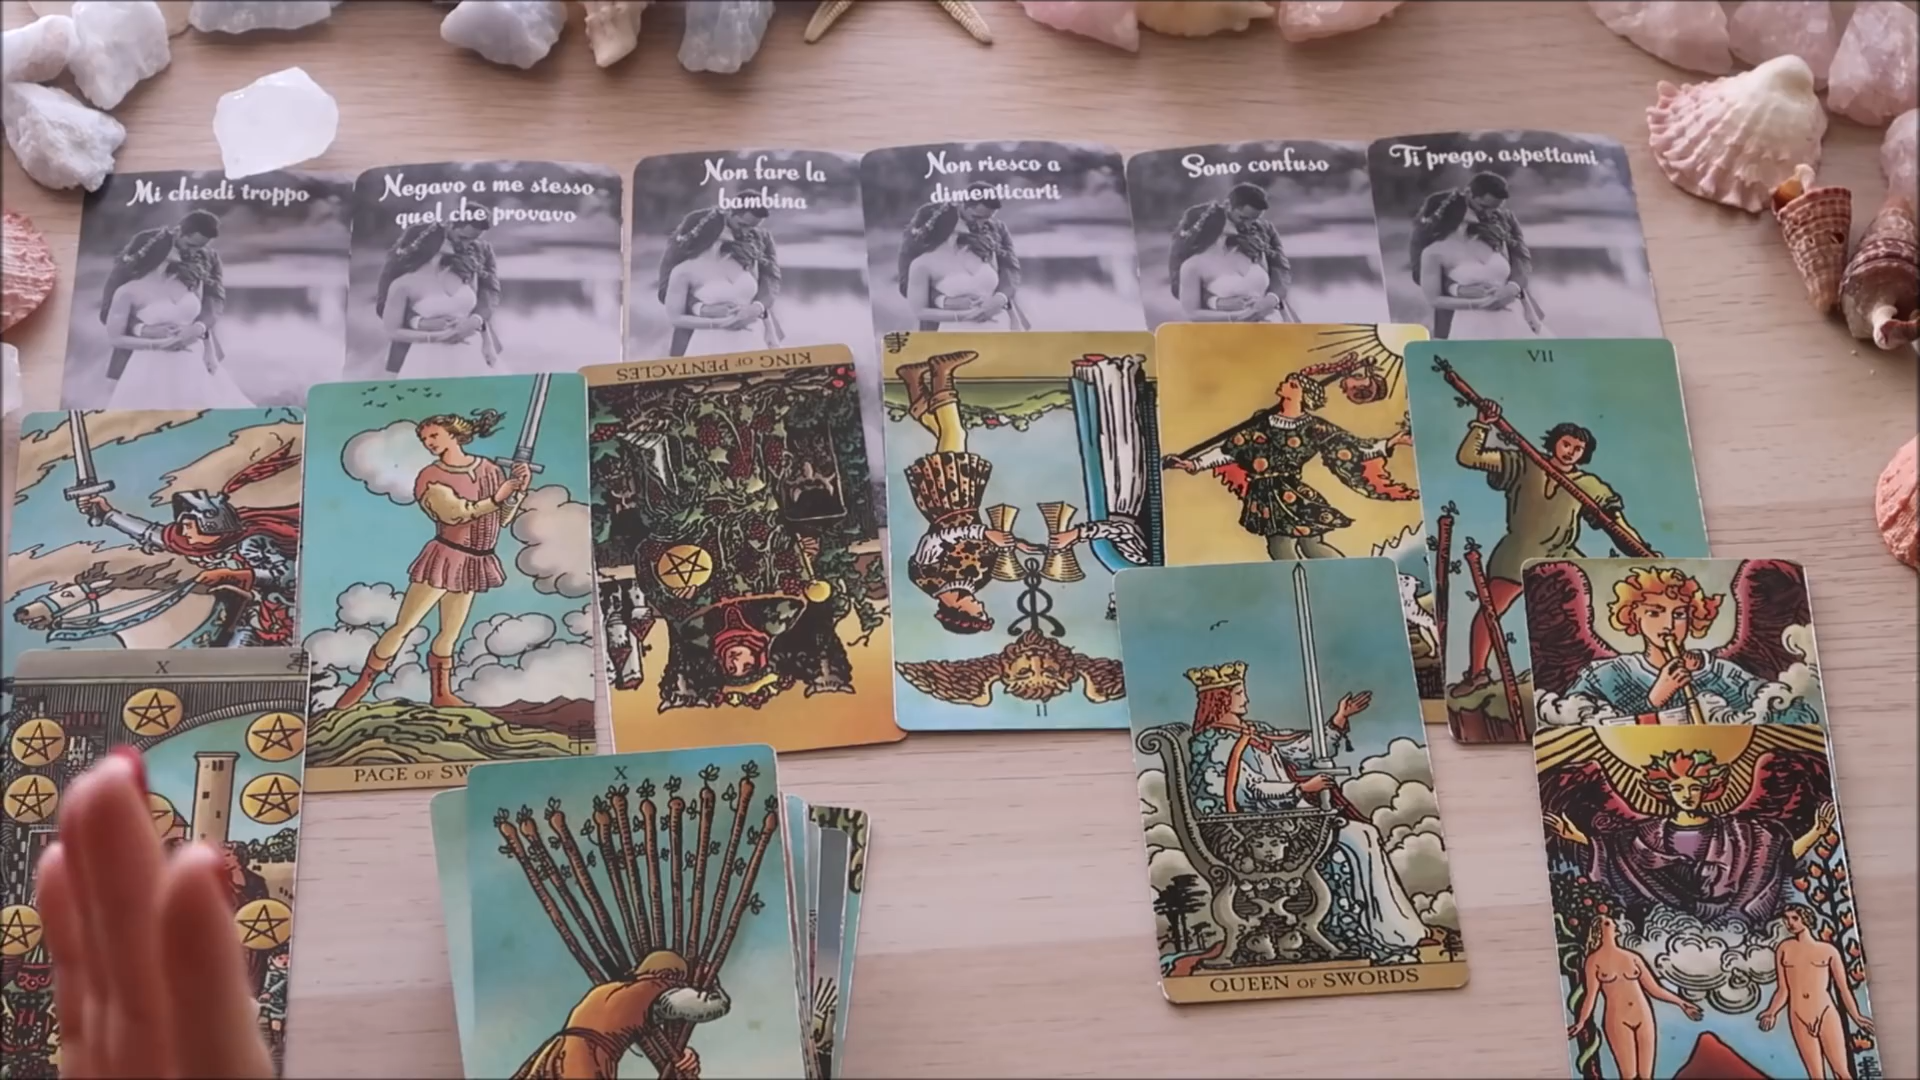 Mi chiedi troppo
Negavo a me stesso
quel che provavo
Non fare la
bambina
Non riesco a
dimenticarti
Sono confuso
Ti prego, aspettami
KING OF PENTACLES
VII
X
PAGE OF SW
II
X
QUEEN OF SWORDS